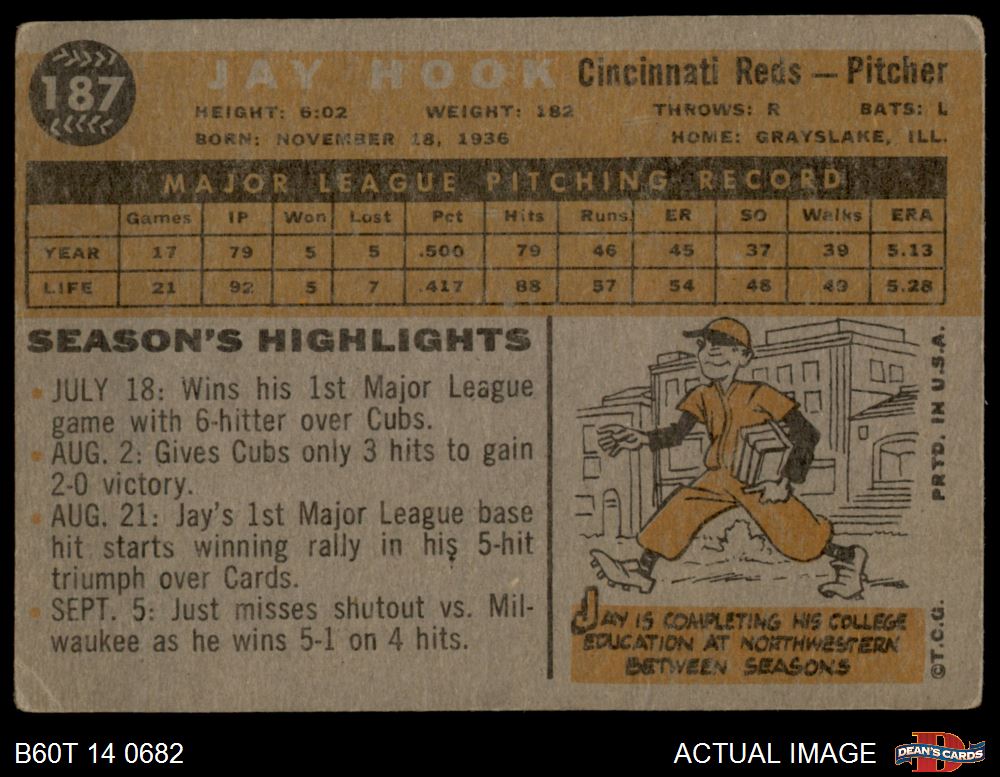 187
JAY HOOK Cincinnati Reds — Pitcher
HEIGHT: 6:02 WEIGHT: 182 THROWS: R BATS: L
BORN: NOVEMBER 18, 1936 HOME: GRAYSLAKE, ILL.
MAJOR LEAGUE PITCHING RECORD
Games IP Won Lost Pct Hits Runs ER SO Walks ERA
YEAR 17 79 5 5 .500 79 46 45 37 39 5.13
LIFE 21 92 5 7 .417 88 57 54 48 49 5.28
SEASON'S HIGHLIGHTS
• JULY 18: Wins his 1st Major League
game with 6-hitter over Cubs.
• AUG. 2: Gives Cubs only 3 hits to gain
2-0 victory.
• AUG. 21: Jay's 1st Major League base
hit starts winning rally in his 5-hit
triumph over Cards.
• SEPT. 5: Just misses shutout vs. Mil-
waukee as he wins 5-1 on 4 hits.
JAY IS COMPLETING HIS COLLEGE
EDUCATION AT NORTHWESTERN
BETWEEN SEASONS
©T.C.G. PRTD. IN U.S.A.
B60T 14 0682 ACTUAL IMAGE
DEAN'S CARDS